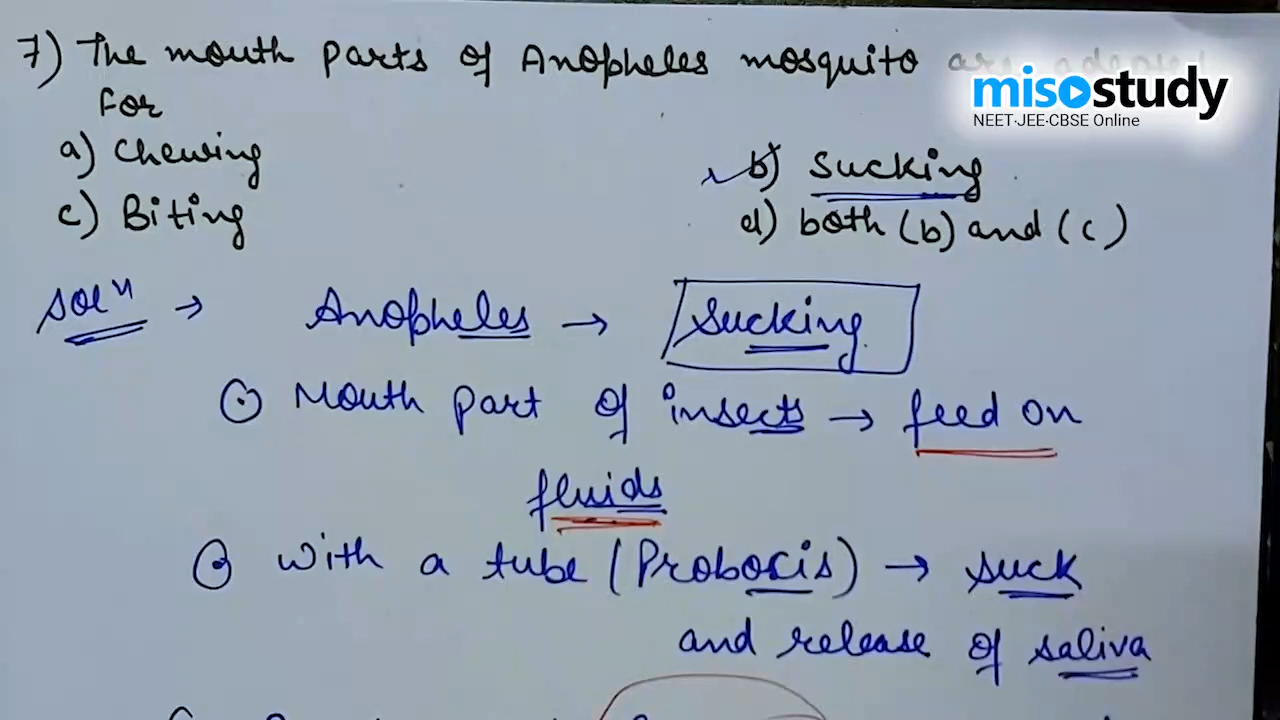 7) The mouth parts of Anopheles mosquito
for
a) Chewing
b) Sucking
c) Biting
d) both (b) and (c)
Solⁿ → Anopheles → Sucking
Mouth part of insects → feed on
fluids
With a tube (Probocis) → suck
and release of saliva
misostudy
NEET-JEE-CBSE Online